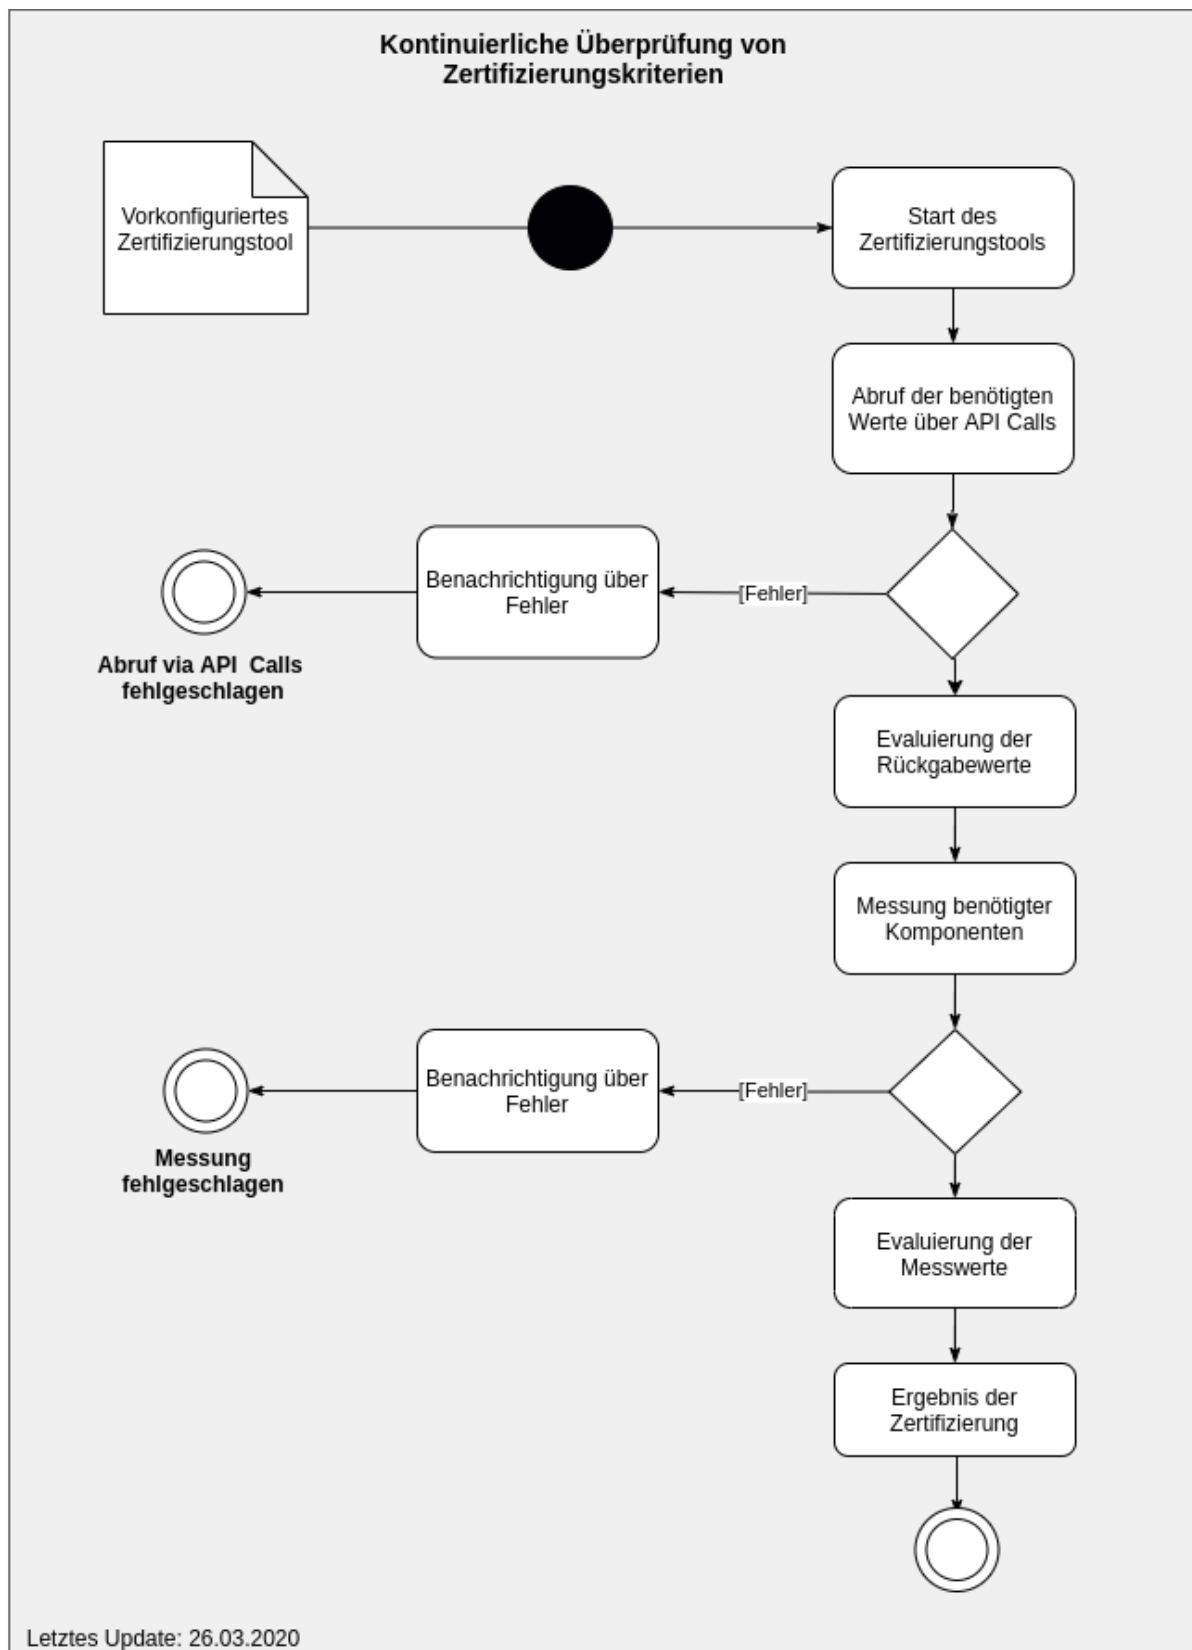 Kontinuierliche Überprüfung von
Zertifizierungskriterien
Vorkonfiguriertes
Zertifizierungstool
Start des
Zertifizierungstools
Abruf der benötigten
Werte über API Calls
Benachrichtigung über
Fehler
[Fehler]
Abruf via API  Calls
fehlgeschlagen
Evaluierung der
Rückgabewerte
Messung benötigter
Komponenten
Benachrichtigung über
Fehler
[Fehler]
Messung
fehlgeschlagen
Evaluierung der
Messwerte
Ergebnis der
Zertifizierung
Letztes Update: 26.03.2020